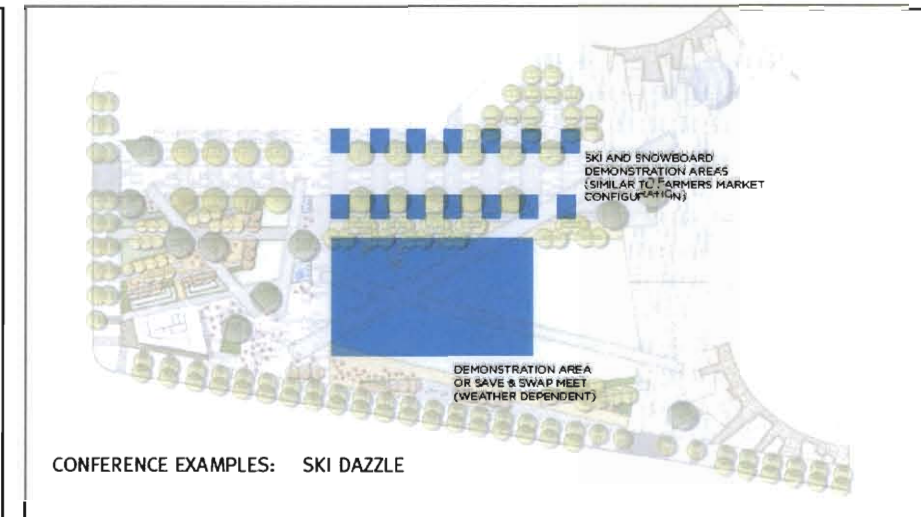 SKI AND SNOWBOARD
DEMONSTRATION AREAS
(SIMILAR TO FARMERS MARKET
CONFIGURATION)
DEMONSTRATION AREA
OR SAVE & SWAP MEET
(WEATHER DEPENDENT)
CONFERENCE EXAMPLES: SKI DAZZLE